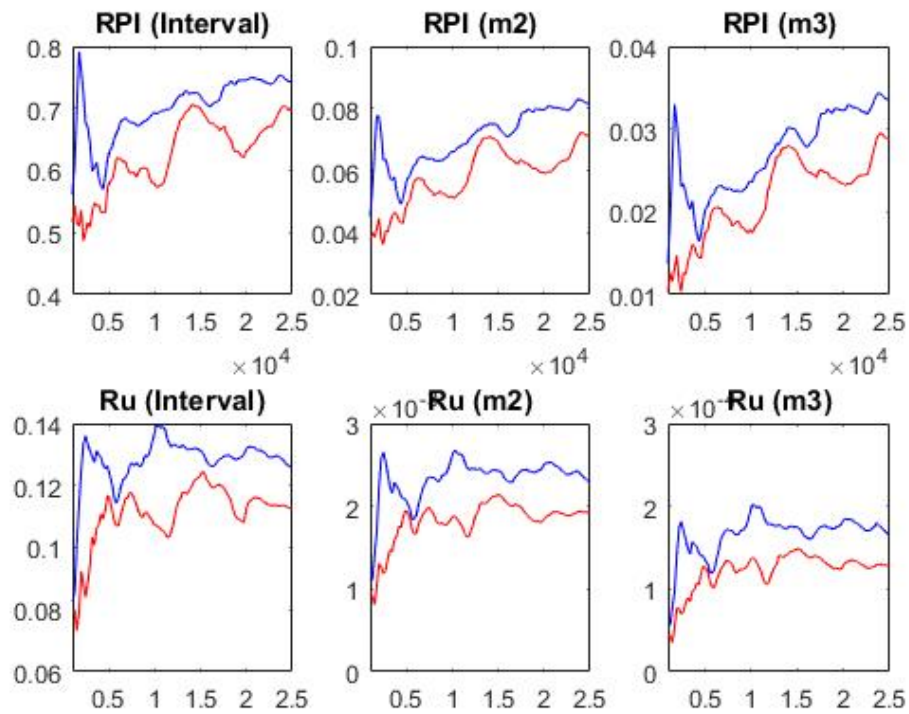 RPI (Interval) RPI (m2) RPI (m3)
0.8 0.1 0.04
0.7 0.08
0.03
0.6 0.06
0.02
0.5 0.04
0.4 0.02 0.01
0.5 1 1.5 2 2.5 0.5 1 1.5 2 2.5 0.5 1 1.5 2 2.5
×10⁴ ×10⁴ ×10⁴
Ru (Interval) ×10⁻ Ru (m2) ×10⁻ Ru (m3)
0.14 3 3
0.12
2 2
0.1
1 1
0.08
0.06 0 0
0.5 1 1.5 2 2.5 0.5 1 1.5 2 2.5 0.5 1 1.5 2 2.5